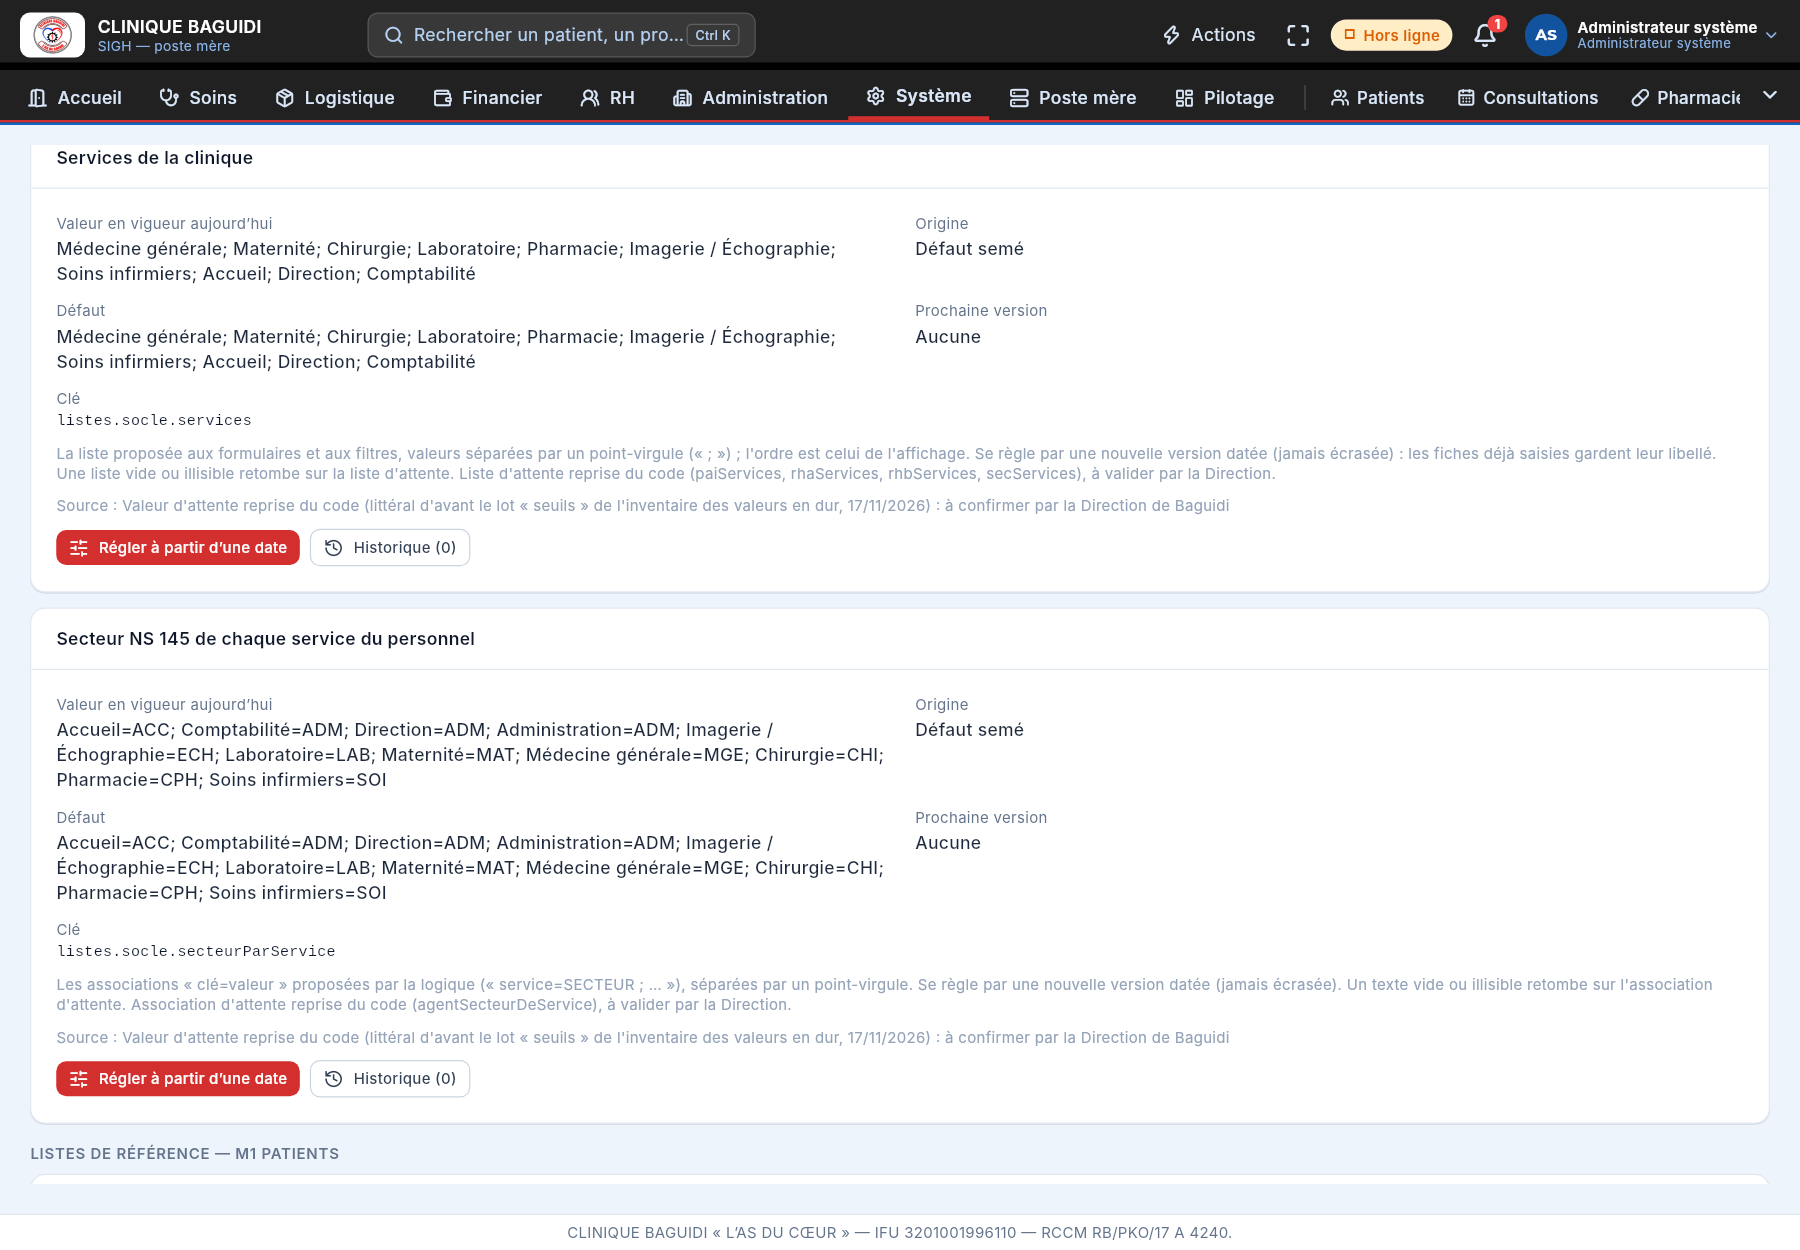 CLINIQUE BAGUIDI
SIGH — poste mère
Rechercher un patient, un pro... Ctrl K
Actions
Hors ligne
1
AS
Administrateur système
Administrateur système
Accueil Soins Logistique Financier RH Administration Système Poste mère Pilotage Patients Consultations Pharmacie
Services de la clinique
Valeur en vigueur aujourd’hui
Médecine générale; Maternité; Chirurgie; Laboratoire; Pharmacie; Imagerie / Échographie;
Soins infirmiers; Accueil; Direction; Comptabilité
Origine
Défaut semé
Défaut
Médecine générale; Maternité; Chirurgie; Laboratoire; Pharmacie; Imagerie / Échographie;
Soins infirmiers; Accueil; Direction; Comptabilité
Prochaine version
Aucune
Clé
listes.socle.services
La liste proposée aux formulaires et aux filtres, valeurs séparées par un point-virgule (« ; ») ; l'ordre est celui de l'affichage. Se règle par une nouvelle version datée (jamais écrasée) : les fiches déjà saisies gardent leur libellé.
Une liste vide ou illisible retombe sur la liste d'attente. Liste d'attente reprise du code (paiServices, rhaServices, rhbServices, secServices), à valider par la Direction.
Source : Valeur d'attente reprise du code (littéral d'avant le lot « seuils » de l'inventaire des valeurs en dur, 17/11/2026) : à confirmer par la Direction de Baguidi
Régler à partir d’une date
Historique (0)
Secteur NS 145 de chaque service du personnel
Valeur en vigueur aujourd’hui
Accueil=ACC; Comptabilité=ADM; Direction=ADM; Administration=ADM; Imagerie /
Échographie=ECH; Laboratoire=LAB; Maternité=MAT; Médecine générale=MGE; Chirurgie=CHI;
Pharmacie=CPH; Soins infirmiers=SOI
Origine
Défaut semé
Défaut
Accueil=ACC; Comptabilité=ADM; Direction=ADM; Administration=ADM; Imagerie /
Échographie=ECH; Laboratoire=LAB; Maternité=MAT; Médecine générale=MGE; Chirurgie=CHI;
Pharmacie=CPH; Soins infirmiers=SOI
Prochaine version
Aucune
Clé
listes.socle.secteurParService
Les associations « clé=valeur » proposées par la logique (« service=SECTEUR ; ... »), séparées par un point-virgule. Se règle par une nouvelle version datée (jamais écrasée). Un texte vide ou illisible retombe sur l'association
d'attente. Association d'attente reprise du code (agentSecteurDeService), à valider par la Direction.
Source : Valeur d'attente reprise du code (littéral d'avant le lot « seuils » de l'inventaire des valeurs en dur, 17/11/2026) : à confirmer par la Direction de Baguidi
Régler à partir d’une date
Historique (0)
LISTES DE RÉFÉRENCE — M1 PATIENTS
CLINIQUE BAGUIDI « L’AS DU CŒUR » — IFU 3201001996110 — RCCM RB/PKO/17 A 4240.